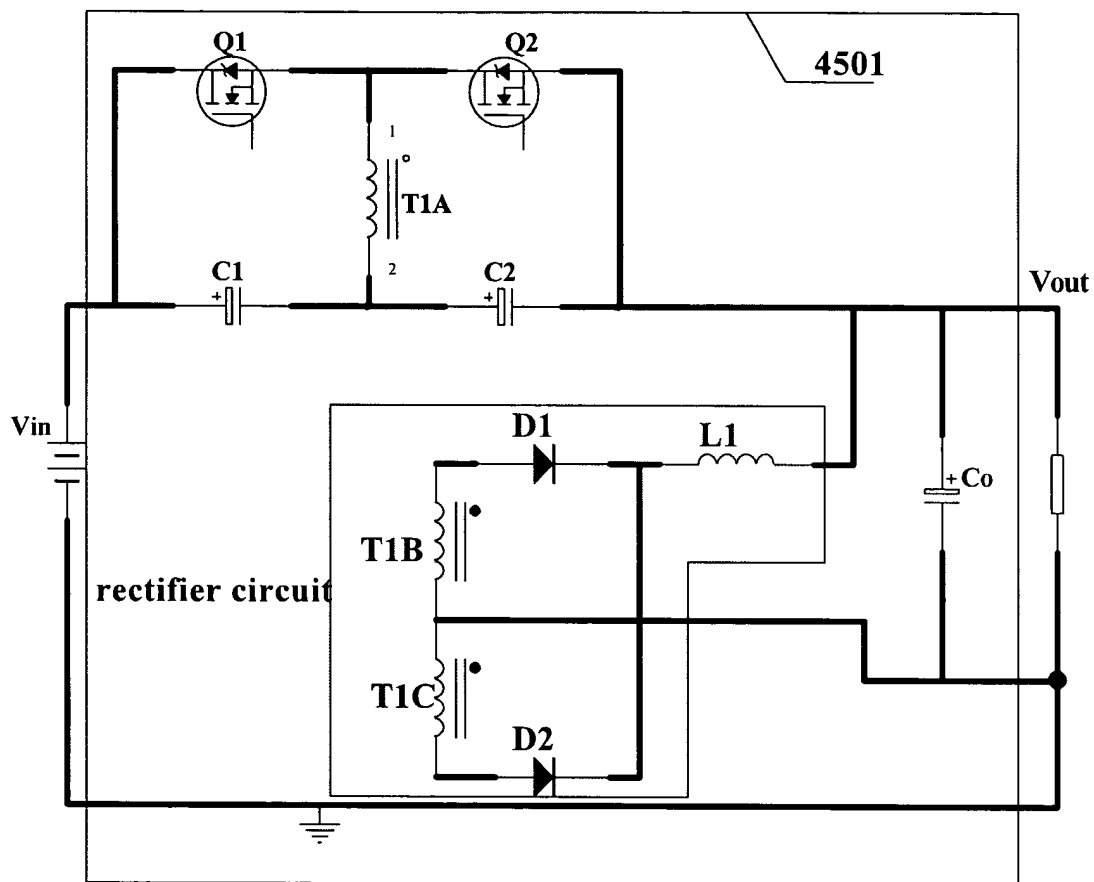 Q1
Q2
4501
1
T1A
2
C1
+
C2
+
Vout
Vin
D1
L1
+
Co
T1B
rectifier circuit
T1C
D2